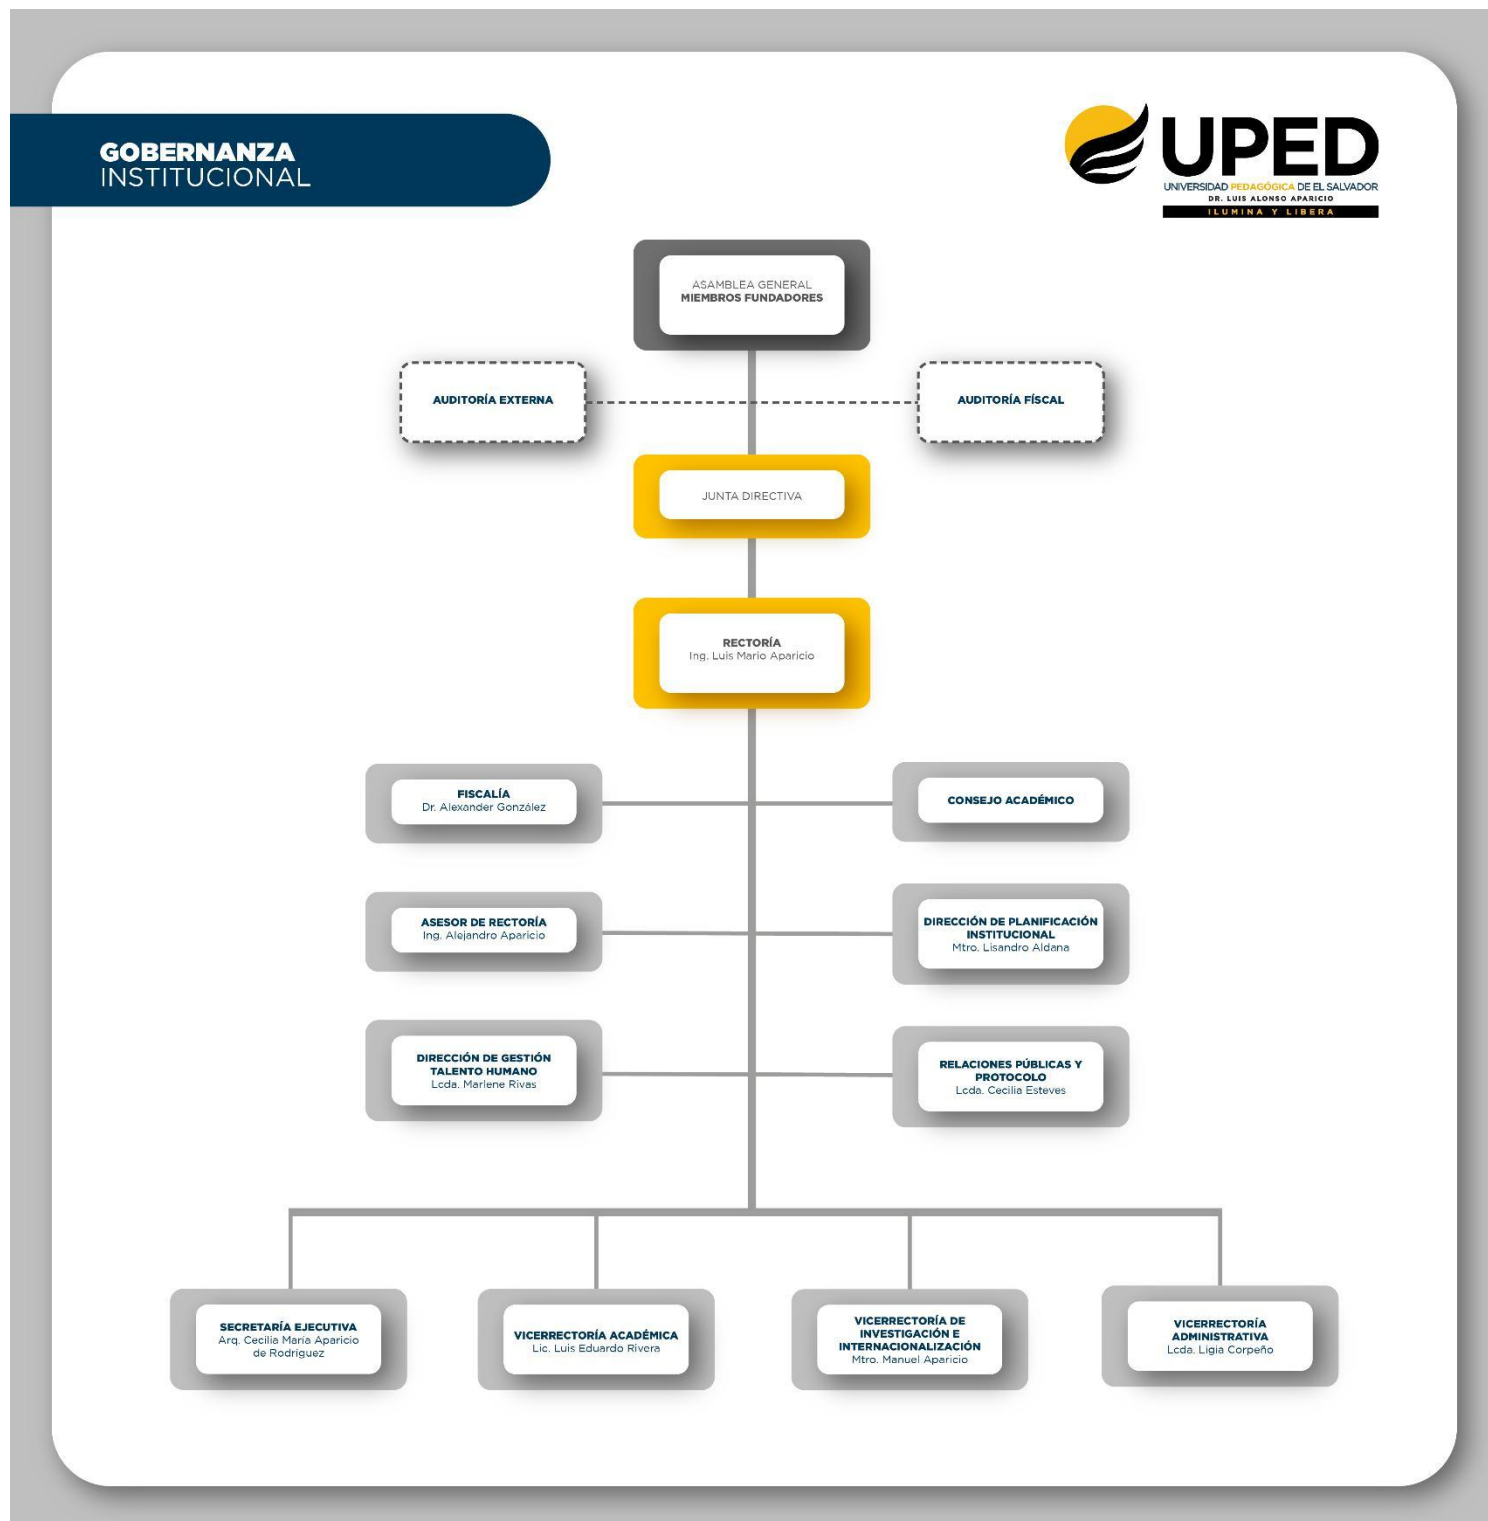 GOBERNANZA
INSTITUCIONAL
UPED
UNIVERSIDAD PEDAGÓGICA DE EL SALVADOR
DR. LUIS ALONSO APARICIO
ILUMINA Y LIBERA
ASAMBLEA GENERAL
MIEMBROS FUNDADORES
AUDITORÍA EXTERNA
AUDITORÍA FÍSCAL
JUNTA DIRECTIVA
RECTORÍA
Ing. Luis Mario Aparicio
FISCALÍA
Dr. Alexander González
CONSEJO ACADÉMICO
ASESOR DE RECTORÍA
Ing. Alejandro Aparicio
DIRECCIÓN DE PLANIFICACIÓN
INSTITUCIONAL
Mtro. Lisandro Aldana
DIRECCIÓN DE GESTIÓN
TALENTO HUMANO
Lcda. Marlene Rivas
RELACIONES PÚBLICAS Y
PROTOCOLO
Lcda. Cecilia Esteves
SECRETARÍA EJECUTIVA
Arq. Cecilia María Aparicio
de Rodríguez
VICERRECTORÍA ACADÉMICA
Lic. Luis Eduardo Rivera
VICERRECTORÍA DE
INVESTIGACIÓN E
INTERNACIONALIZACIÓN
Mtro. Manuel Aparicio
VICERRECTORÍA
ADMINISTRATIVA
Lcda. Ligia Corpeño